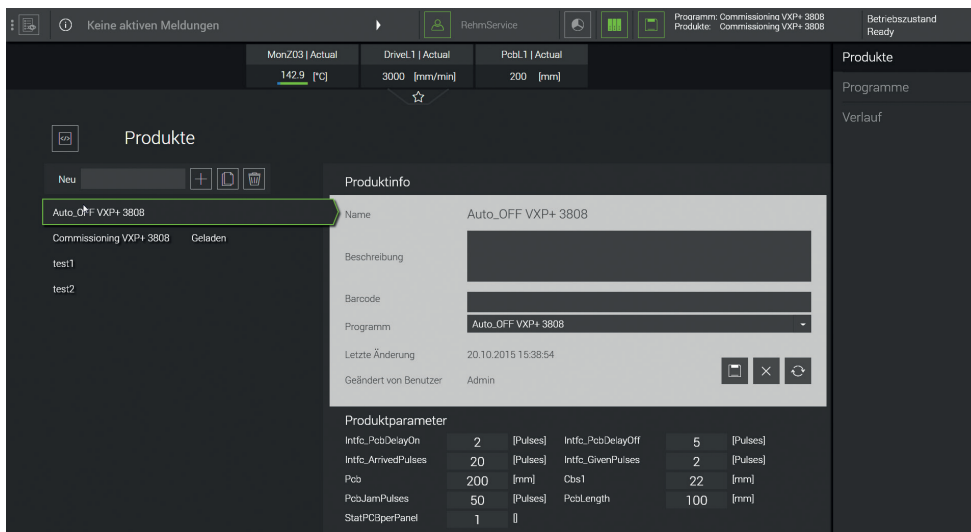 Keine aktiven Meldungen
RehmService
Programm: Commissioning VXP+ 3808
Produkte: Commissioning VXP+ 3808
Betriebszustand
Ready
MonZ03 | Actual
DriveL1 | Actual
PcbL1 | Actual
142.9 [°C]
3000 [mm/min]
200 [mm]
Produkte
Programme
Verlauf
Produkte
Neu
Auto_OFF VXP+ 3808
Commissioning VXP+ 3808 Geladen
test1
test2
Produktinfo
Name Auto_OFF VXP+ 3808
Beschreibung
Barcode
Programm Auto_OFF VXP+ 3808
Letzte Änderung 20.10.2015 15:38:54
Geändert von Benutzer Admin
Produktparameter
Intfc_PcbDelayOn 2 [Pulses] Intfc_PcbDelayOff 5 [Pulses]
Intfc_ArrivedPulses 20 [Pulses] Intfc_GivenPulses 2 [Pulses]
Pcb 200 [mm] Cbs1 22 [mm]
PcbJamPulses 50 [Pulses] PcbLength 100 [mm]
StatPCBperPanel 1 []